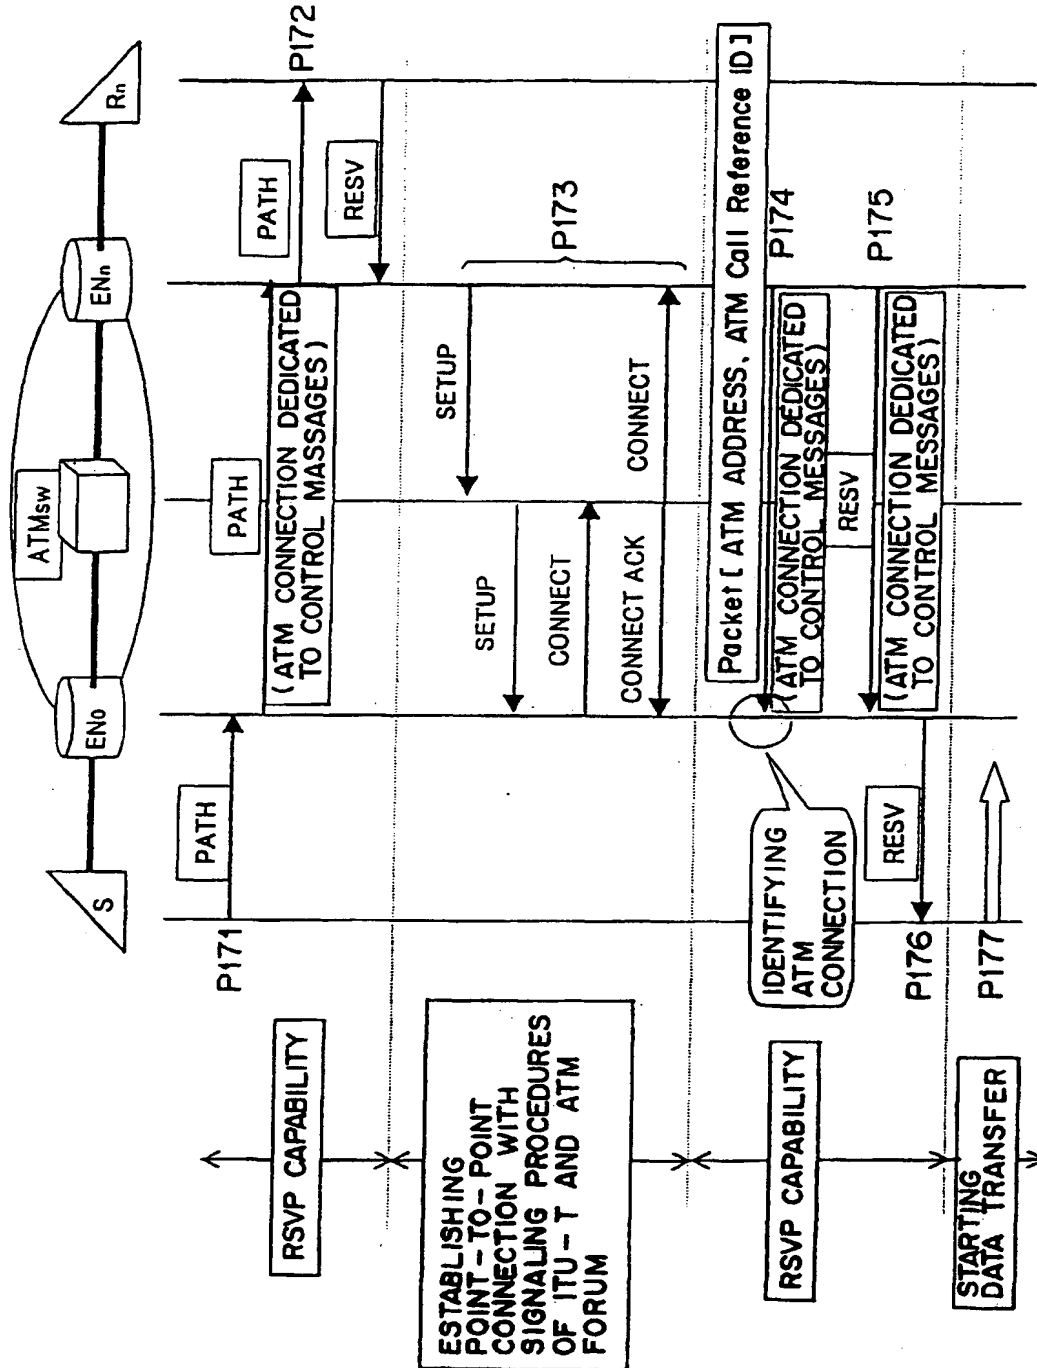 S
EN0
ATMsw
ENn
Rn
RSVP CAPABILITY
P171
PATH
PATH
(ATM CONNECTION DEDICATED
TO CONTROL MASSAGES)
PATH
P172
RESV
ESTABLISHING
POINT-TO-POINT
CONNECTION WITH
SIGNALING PROCEDURES
OF ITU-T AND ATM
FORUM
SETUP
SETUP
CONNECT
CONNECT ACK
CONNECT
P173
RSVP CAPABILITY
Packet [ ATM ADDRESS, ATM Call Reference ID ]
P174
(ATM CONNECTION DEDICATED
TO CONTROL MESSAGES)
IDENTIFYING
ATM
CONNECTION
RESV
P175
(ATM CONNECTION DEDICATED
TO CONTROL MESSAGES)
RESV
P176
STARTING
DATA TRANSFER
P177